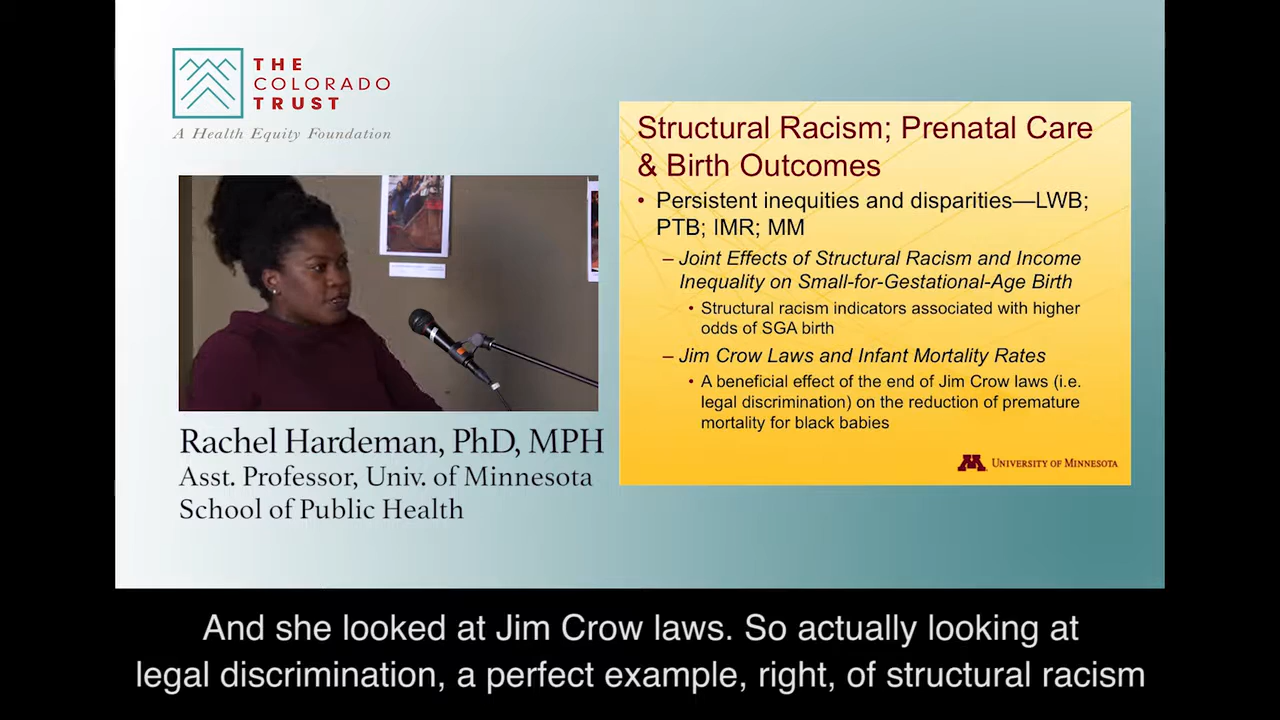 THE
COLORADO
TRUST
A Health Equity Foundation
Structural Racism; Prenatal Care
& Birth Outcomes
• Persistent inequities and disparities—LWB;
PTB; IMR; MM
– Joint Effects of Structural Racism and Income
Inequality on Small-for-Gestational-Age Birth
• Structural racism indicators associated with higher
odds of SGA birth
– Jim Crow Laws and Infant Mortality Rates
• A beneficial effect of the end of Jim Crow laws (i.e.
legal discrimination) on the reduction of premature
mortality for black babies
M UNIVERSITY OF MINNESOTA
Rachel Hardeman, PhD, MPH
Asst. Professor, Univ. of Minnesota
School of Public Health
And she looked at Jim Crow laws. So actually looking at
legal discrimination, a perfect example, right, of structural racism